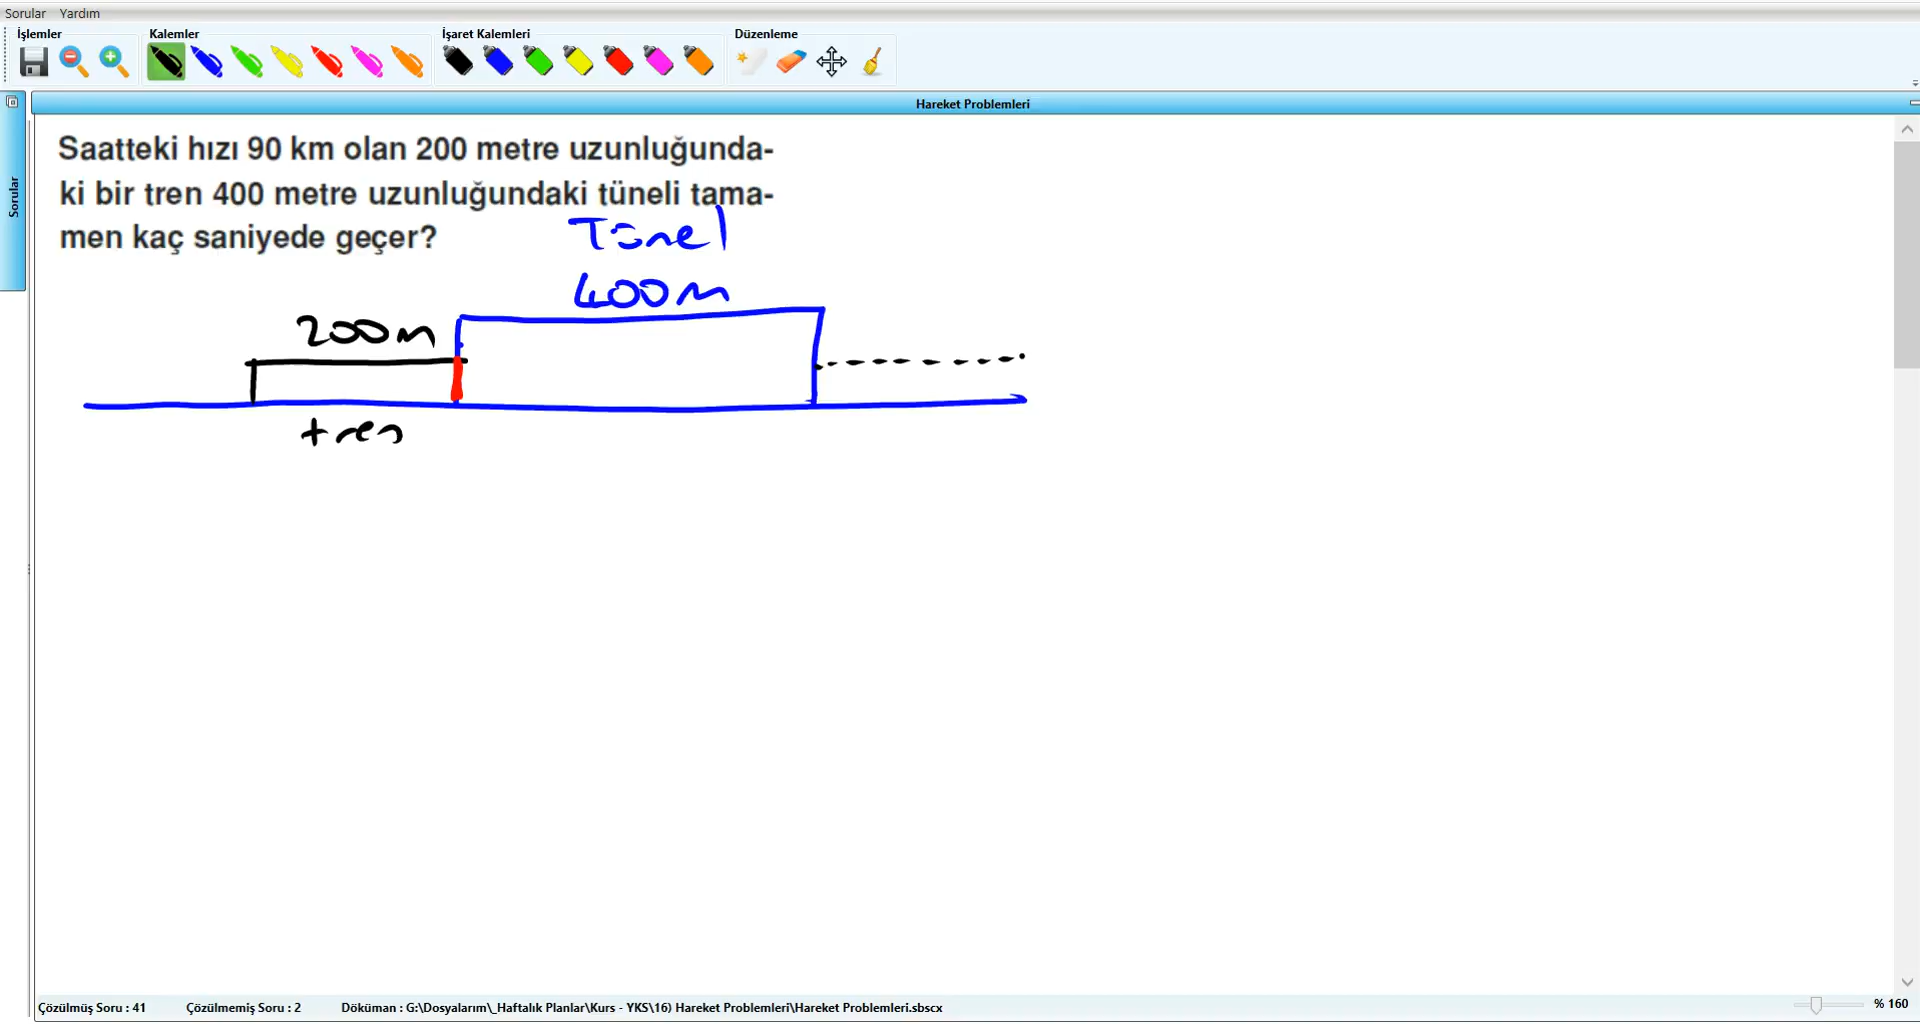 Sorular Yardım
İşlemler Kalemler İşaret Kalemleri Düzenleme
Hareket Problemleri
Sorular
Saatteki hızı 90 km olan 200 metre uzunluğunda-
ki bir tren 400 metre uzunluğundaki tüneli tama-
men kaç saniyede geçer?
Tünel
400m
200m
tren
Çözülmüş Soru : 41 Çözülmemiş Soru : 2 Döküman : G:\Dosyalarım\_Haftalık Planlar\Kurs - YKS\16) Hareket Problemleri\Hareket Problemleri.sbscx % 160